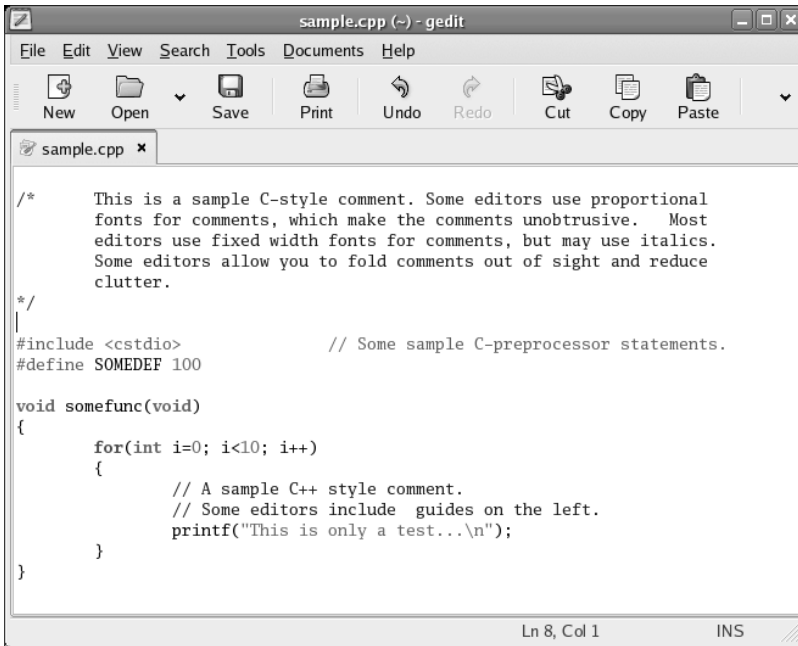 sample.cpp (~) - gedit
File Edit View Search Tools Documents Help
New Open Save Print Undo Redo Cut Copy Paste
sample.cpp ×
/* This is a sample C-style comment. Some editors use proportional
fonts for comments, which make the comments unobtrusive. Most
editors use fixed width fonts for comments, but may use italics.
Some editors allow you to fold comments out of sight and reduce
clutter.
*/
#include <cstdio> // Some sample C-preprocessor statements.
#define SOMEDEF 100
void somefunc(void)
{
for(int i=0; i<10; i++)
{
// A sample C++ style comment.
// Some editors include guides on the left.
printf("This is only a test...\n");
}
}
Ln 8, Col 1 INS